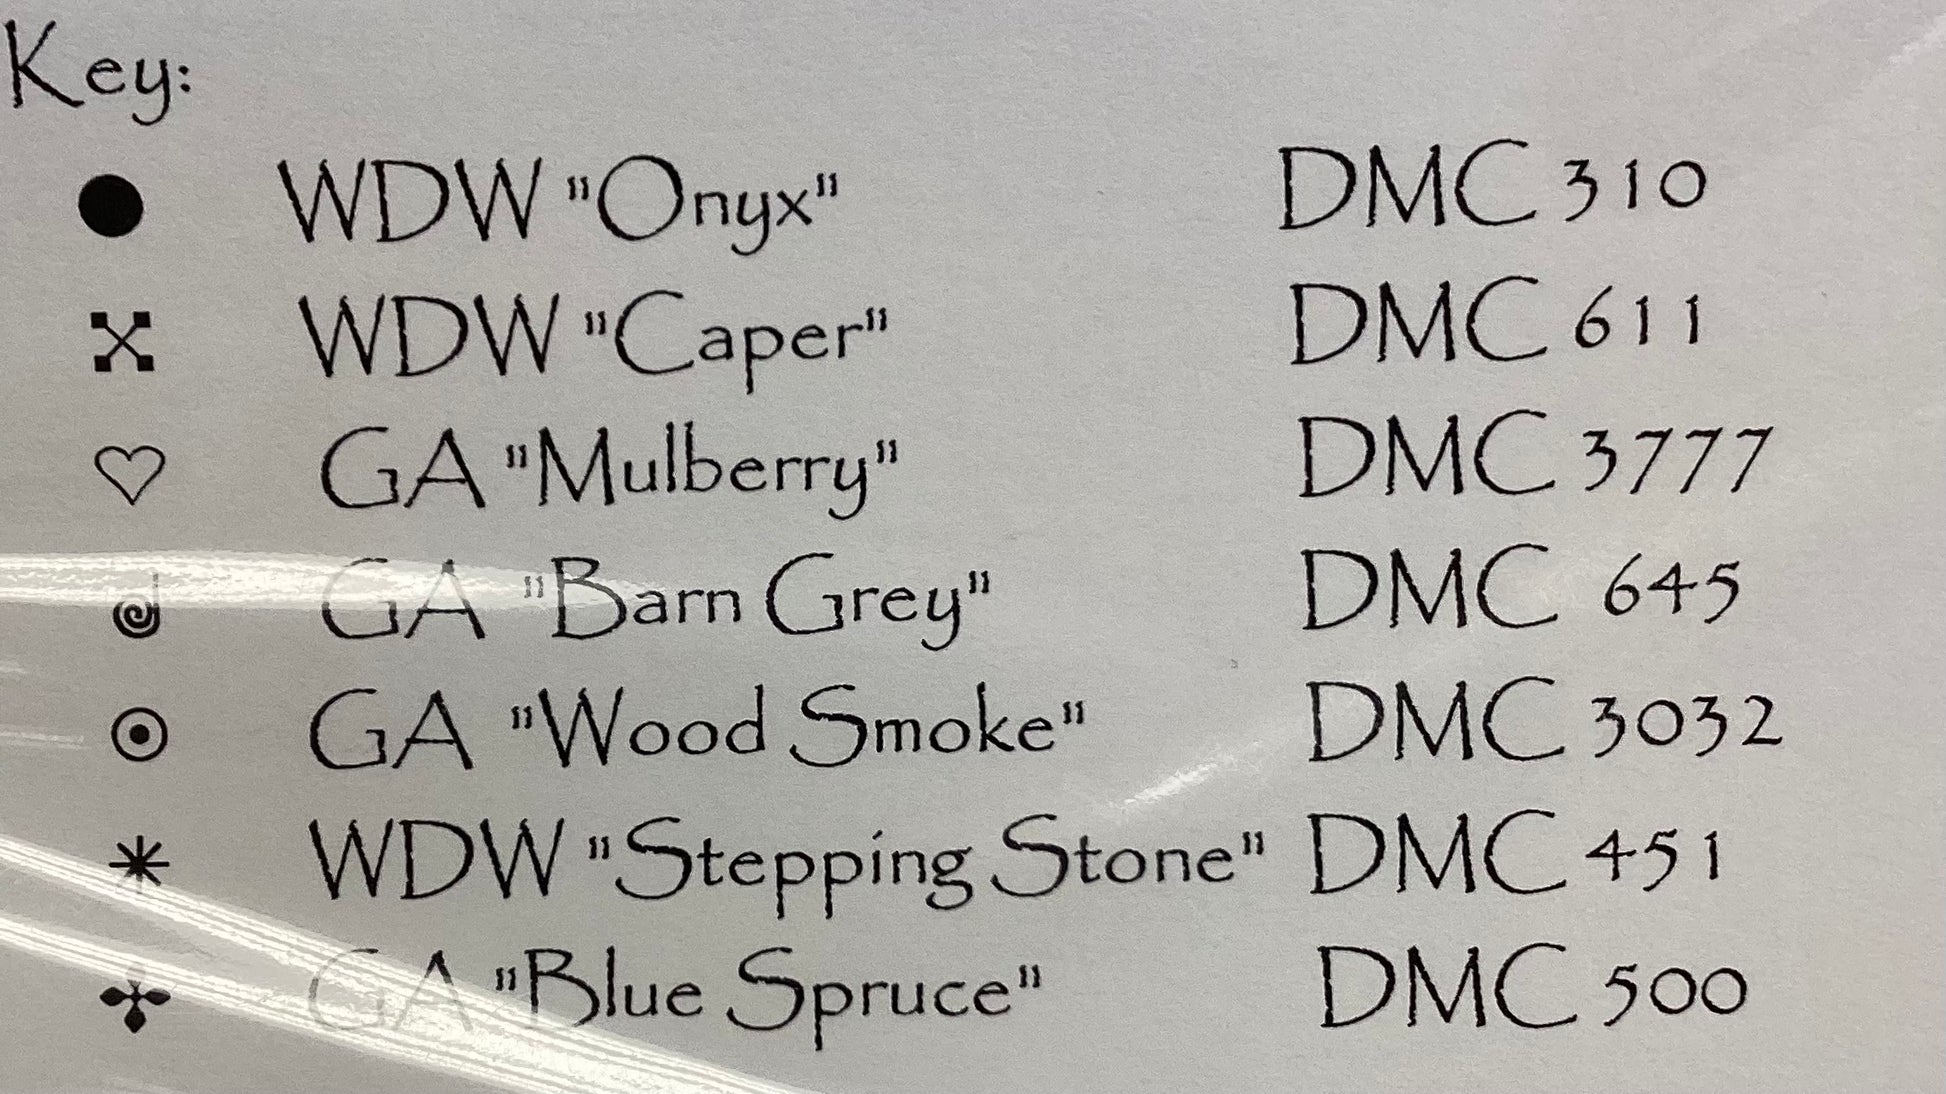 Key:
WDW "Onyx" DMC 310
WDW "Caper" DMC 611
GA "Mulberry" DMC 3777
GA "Barn Grey" DMC 645
GA "Wood Smoke" DMC 3032
WDW "Stepping Stone" DMC 451
GA "Blue Spruce" DMC 500